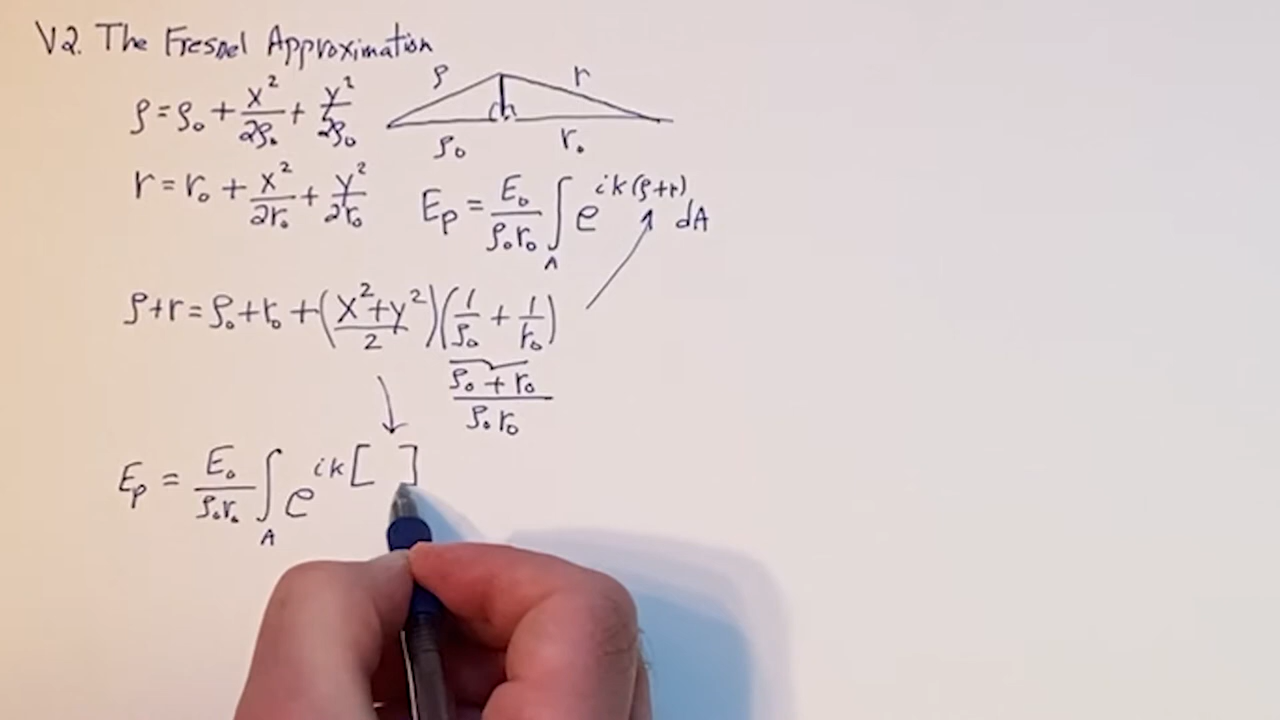 V2. The Fresnel Approximation
ρ = ρ₀ + x²/2ρ₀ + y²/2ρ₀
ρ r
ρ₀ r₀
h
r = r₀ + x²/2r₀ + y²/2r₀
E_p = E₀/ρ₀r₀ ∫_A e^{ik(ρ+r)} dA
ρ+r = ρ₀+r₀ + (x²+y²/2)(1/ρ₀ + 1/r₀)
ρ₀ + r₀/ρ₀r₀
E_p = E₀/ρ₀r₀ ∫_A e^{ik[ ]}